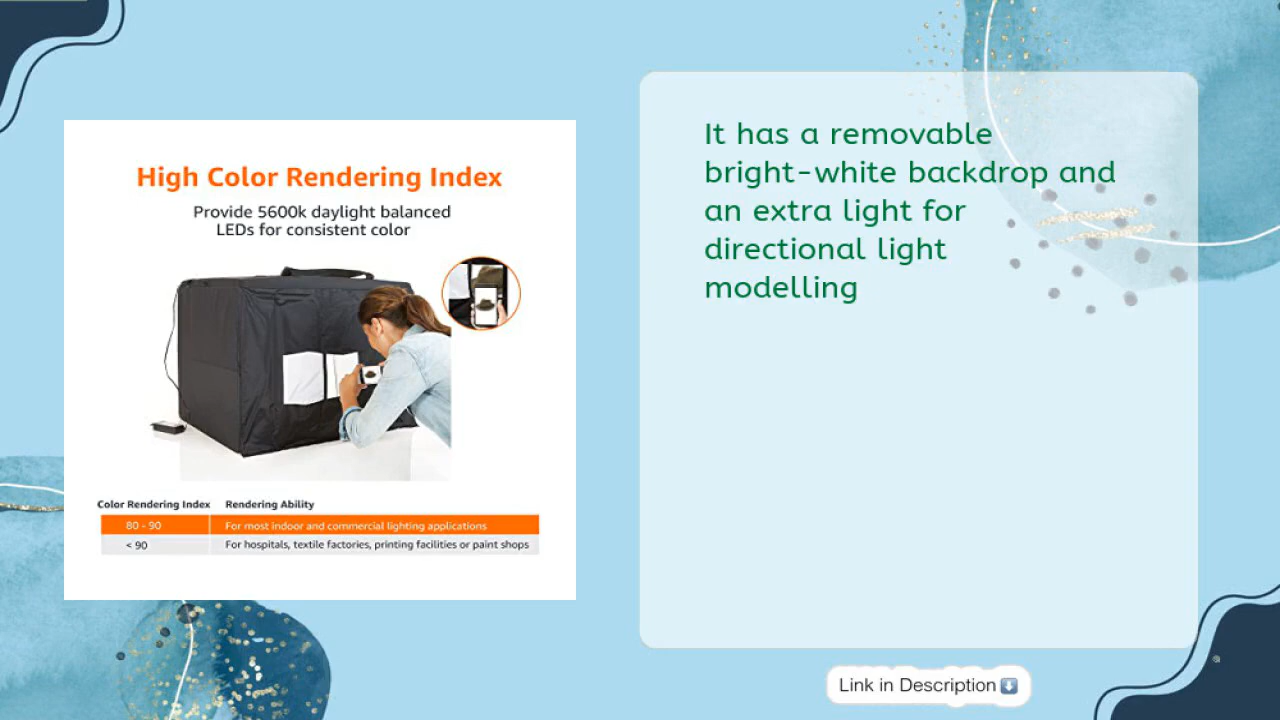 High Color Rendering Index
Provide 5600k daylight balanced
LEDs for consistent color
Color Rendering Index Rendering Ability
80 - 90 For most indoor and commercial lighting applications
< 90 For hospitals, textile factories, printing facilities or paint shops
It has a removable
bright-white backdrop and
an extra light for
directional light
modelling
Link in Description ⬇️